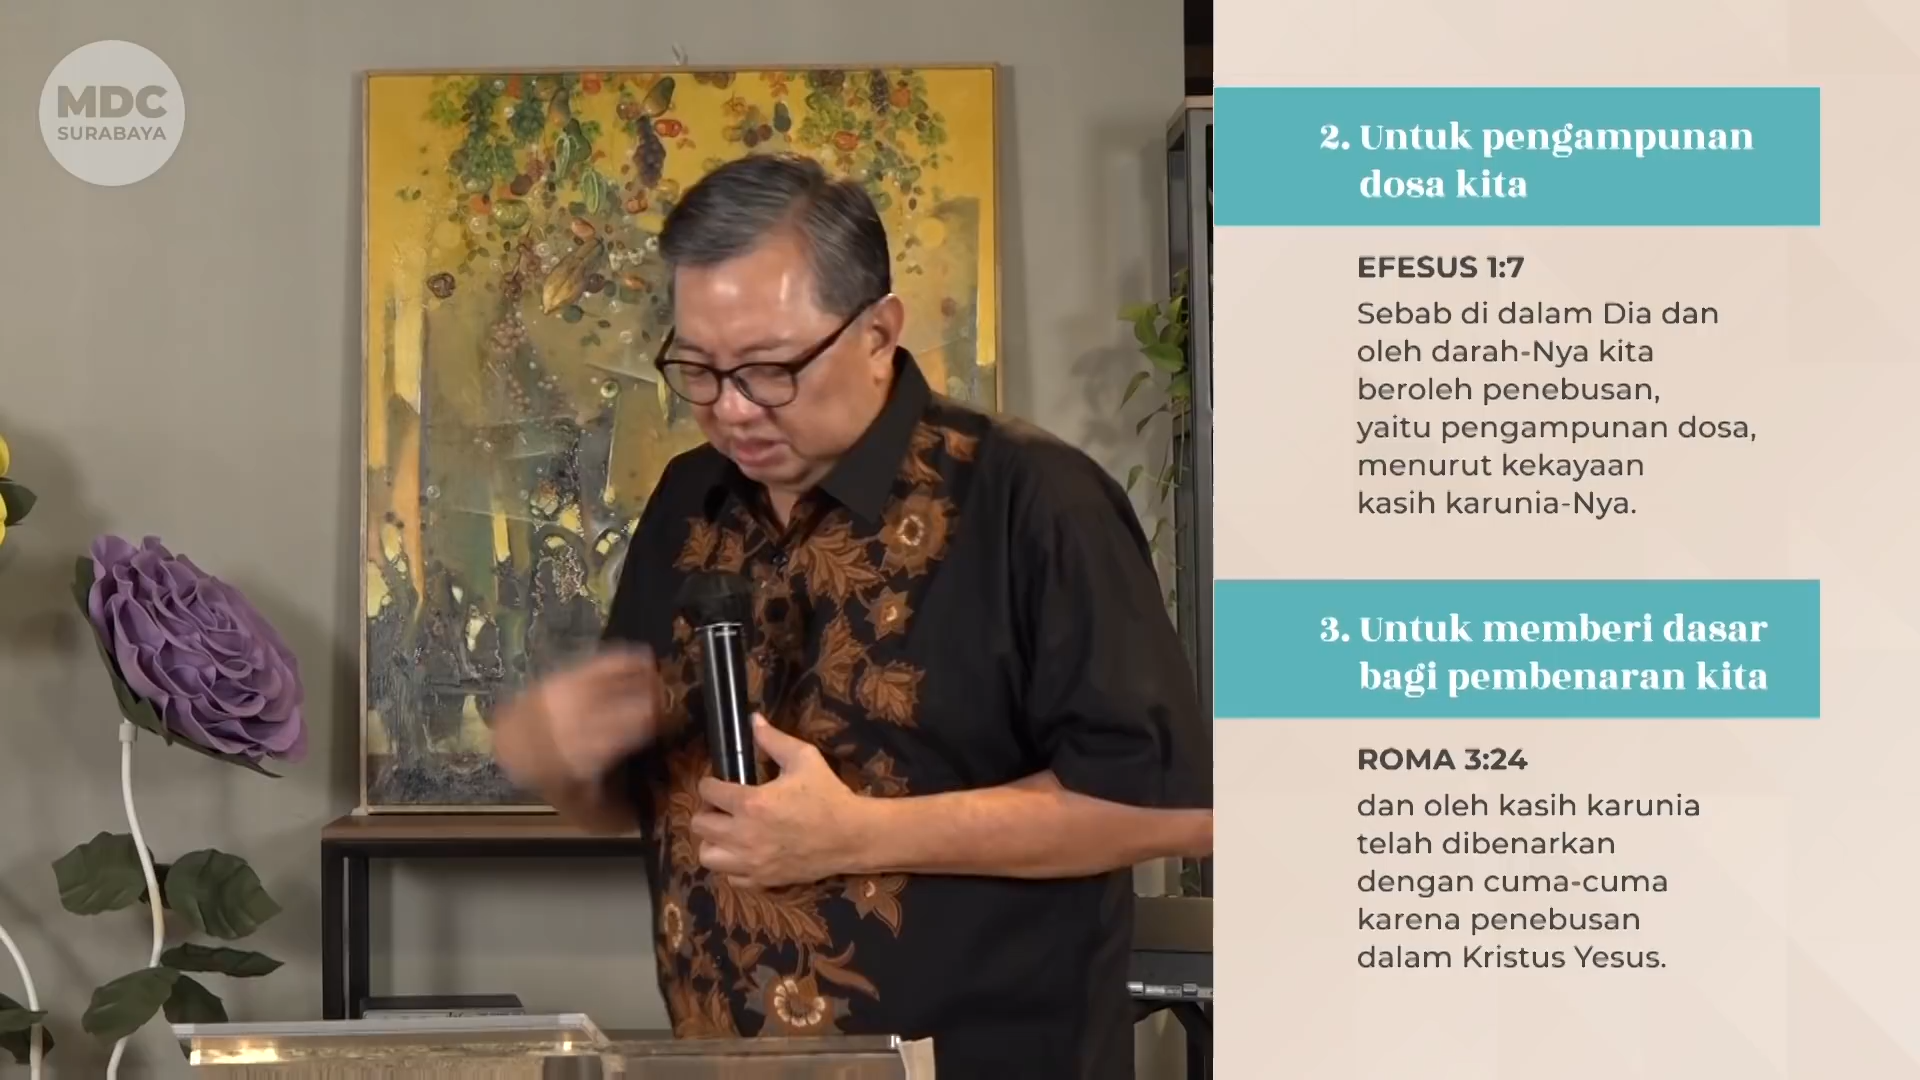 MDC
SURABAYA
2. Untuk pengampunan
dosa kita
EFESUS 1:7
Sebab di dalam Dia dan
oleh darah-Nya kita
beroleh penebusan,
yaitu pengampunan dosa,
menurut kekayaan
kasih karunia-Nya.
3. Untuk memberi dasar
bagi pembenaran kita
ROMA 3:24
dan oleh kasih karunia
telah dibenarkan
dengan cuma-cuma
karena penebusan
dalam Kristus Yesus.